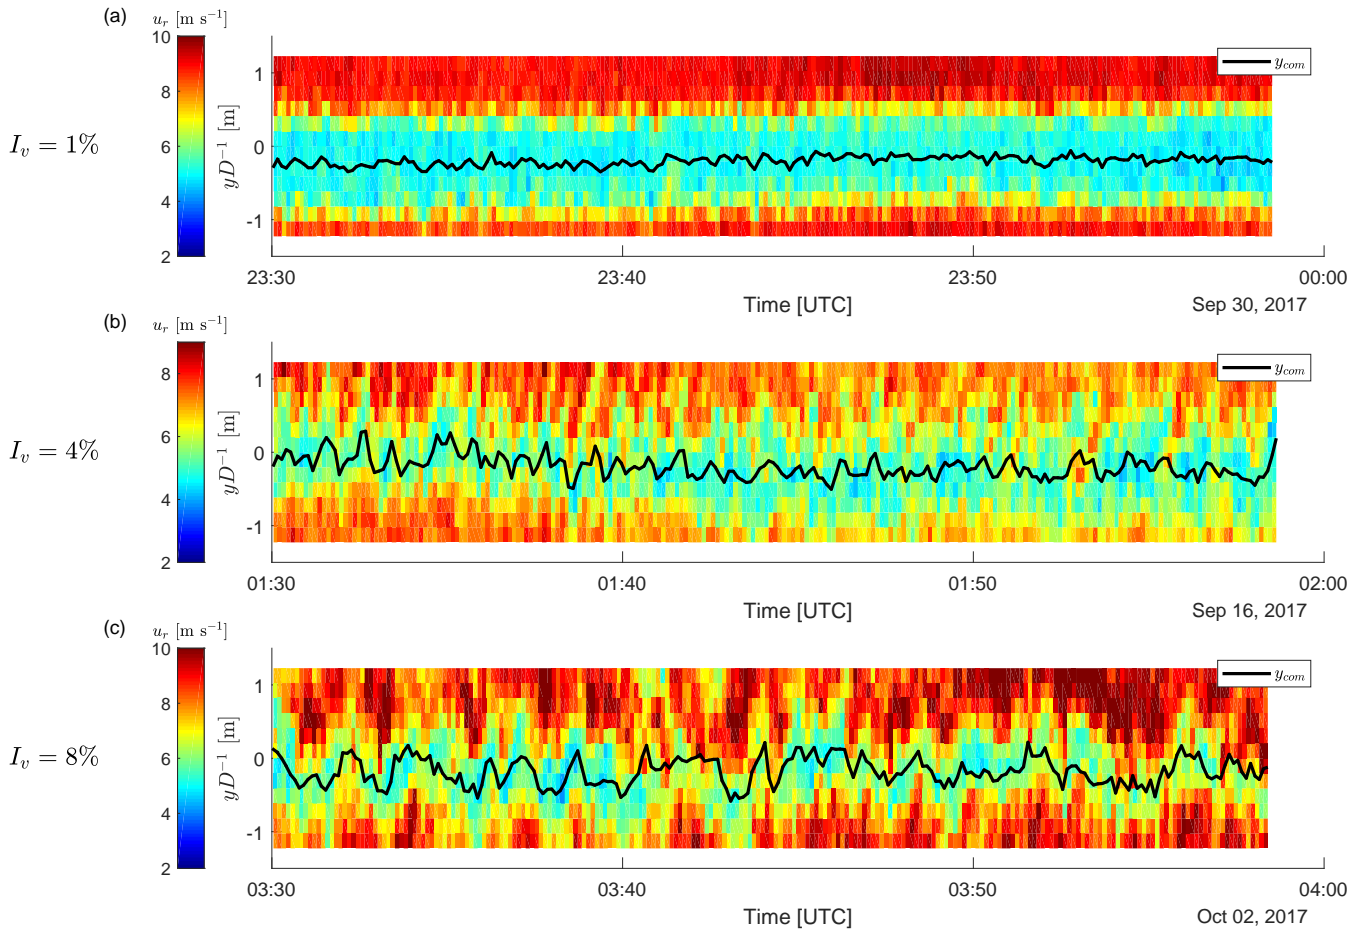 (a)
u_r [m s⁻¹]
10
8
6
4
2
I_v = 1%
yD⁻¹ [m]
1
0
-1
y_com
23:30
23:40
23:50
00:00
Time [UTC]
Sep 30, 2017
(b)
u_r [m s⁻¹]
8
6
4
2
I_v = 4%
yD⁻¹ [m]
1
0
-1
y_com
01:30
01:40
01:50
02:00
Time [UTC]
Sep 16, 2017
(c)
u_r [m s⁻¹]
10
8
6
4
2
I_v = 8%
yD⁻¹ [m]
1
0
-1
y_com
03:30
03:40
03:50
04:00
Time [UTC]
Oct 02, 2017